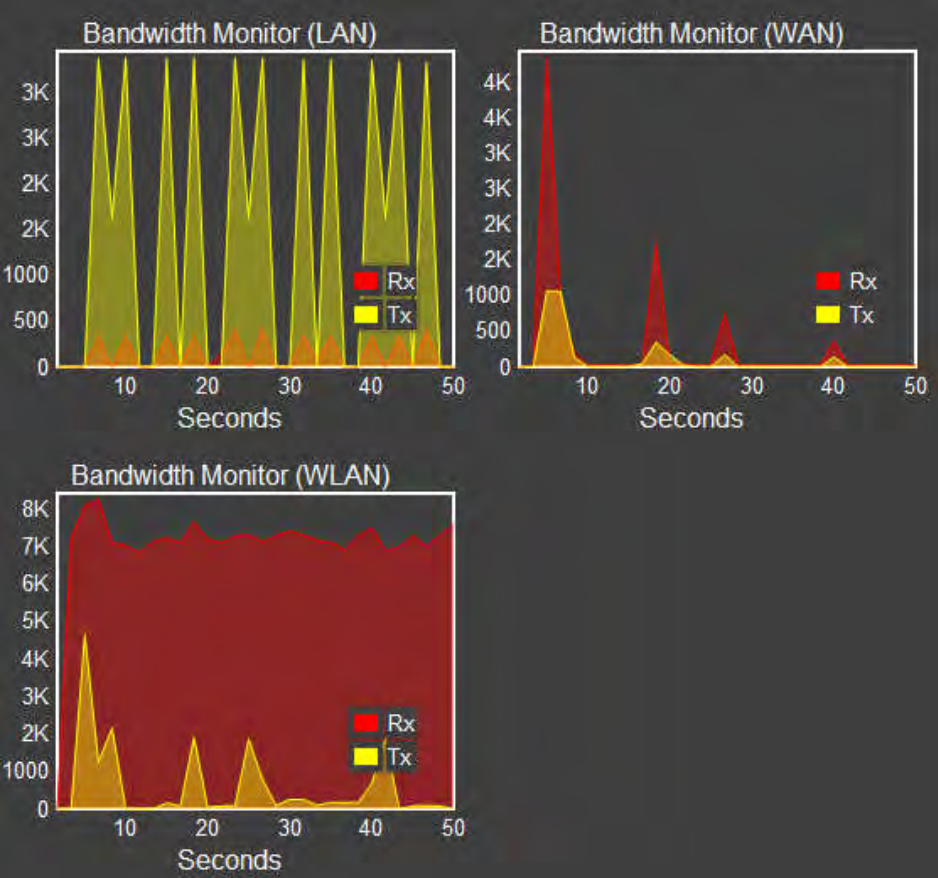 Bandwidth Monitor (LAN)
3K
3K
2K
2K
1000
500
0
10 20 30 40 50
Seconds
Rx
Tx
Bandwidth Monitor (WAN)
4K
4K
3K
3K
2K
2K
1000
500
0
10 20 30 40 50
Seconds
Rx
Tx
Bandwidth Monitor (WLAN)
8K
7K
6K
5K
4K
3K
2K
1000
0
10 20 30 40 50
Seconds
Rx
Tx